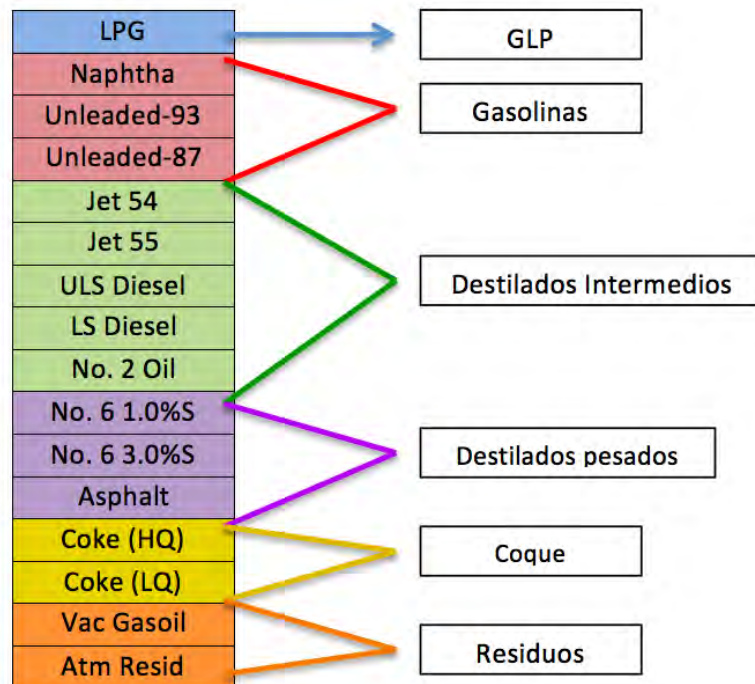 LPG
Naphtha
Unleaded-93
Unleaded-87
Jet 54
Jet 55
ULS Diesel
LS Diesel
No. 2 Oil
No. 6 1.0%S
No. 6 3.0%S
Asphalt
Coke (HQ)
Coke (LQ)
Vac Gasoil
Atm Resid
GLP
Gasolinas
Destilados Intermedios
Destilados pesados
Coque
Residuos